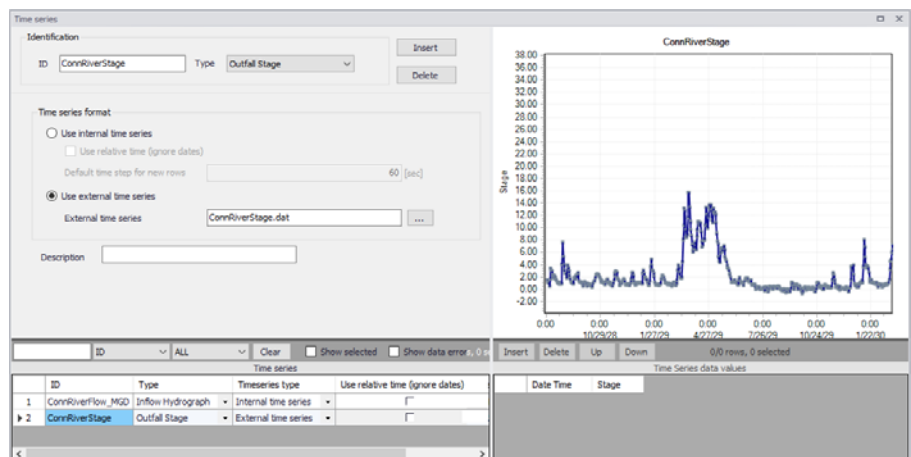 Time series
Identification
ID ConnRiverStage Type Outfall Stage
Insert
Delete
Time series format
Use internal time series
Use relative time (ignore dates)
Default time step for new rows 60 [sec]
Use external time series
External time series ConnRiverStage.dat ...
Description
ConnRiverStage
38.00
36.00
34.00
32.00
30.00
28.00
26.00
24.00
22.00
20.00
18.00
16.00
14.00
12.00
10.00
8.00
6.00
4.00
2.00
0.00
-2.00
Stage
0:00 0:00 0:00 0:00 0:00 0:00 0:00
10/29/28 1/27/29 4/27/29 7/26/29 10/24/29 1/22/30
ID ALL Clear Show selected Show data errors, 0
Time series
ID Type Timeseries type Use relative time (ignore dates)
1 ConnRiverFlow_MGD Inflow Hydrograph Internal time series
2 ConnRiverStage Outfall Stage External time series
Insert Delete Up Down 0/0 rows, 0 selected
Time Series data values
Date Time Stage